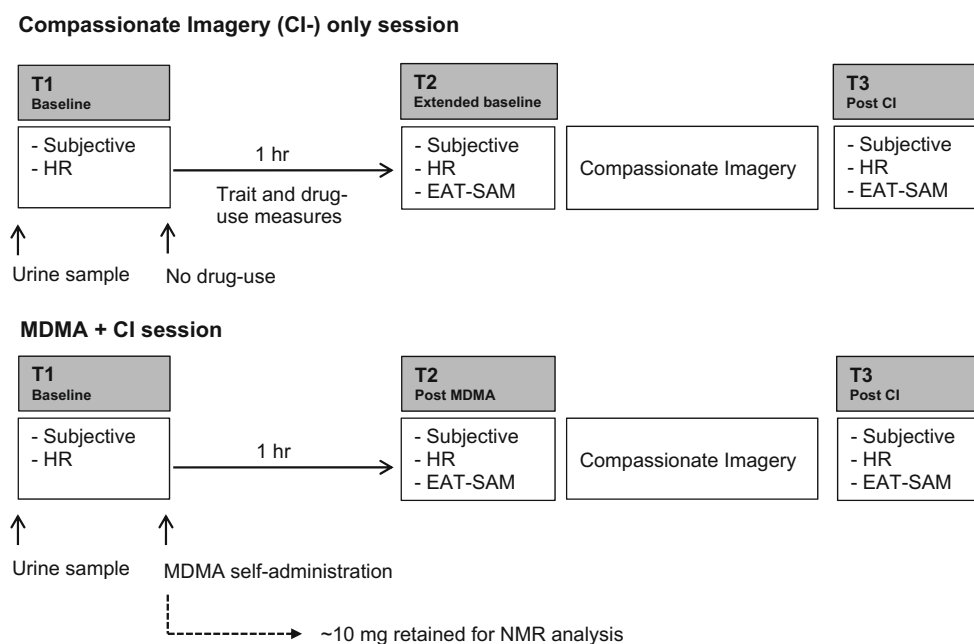 Compassionate Imagery (CI-) only session
T1
Baseline
- Subjective
- HR
1 hr
Trait and drug-
use measures
T2
Extended baseline
- Subjective
- HR
- EAT-SAM
Compassionate Imagery
T3
Post CI
- Subjective
- HR
- EAT-SAM
Urine sample
No drug-use
MDMA + CI session
T1
Baseline
- Subjective
- HR
1 hr
T2
Post MDMA
- Subjective
- HR
- EAT-SAM
Compassionate Imagery
T3
Post CI
- Subjective
- HR
- EAT-SAM
Urine sample
MDMA self-administration
~10 mg retained for NMR analysis